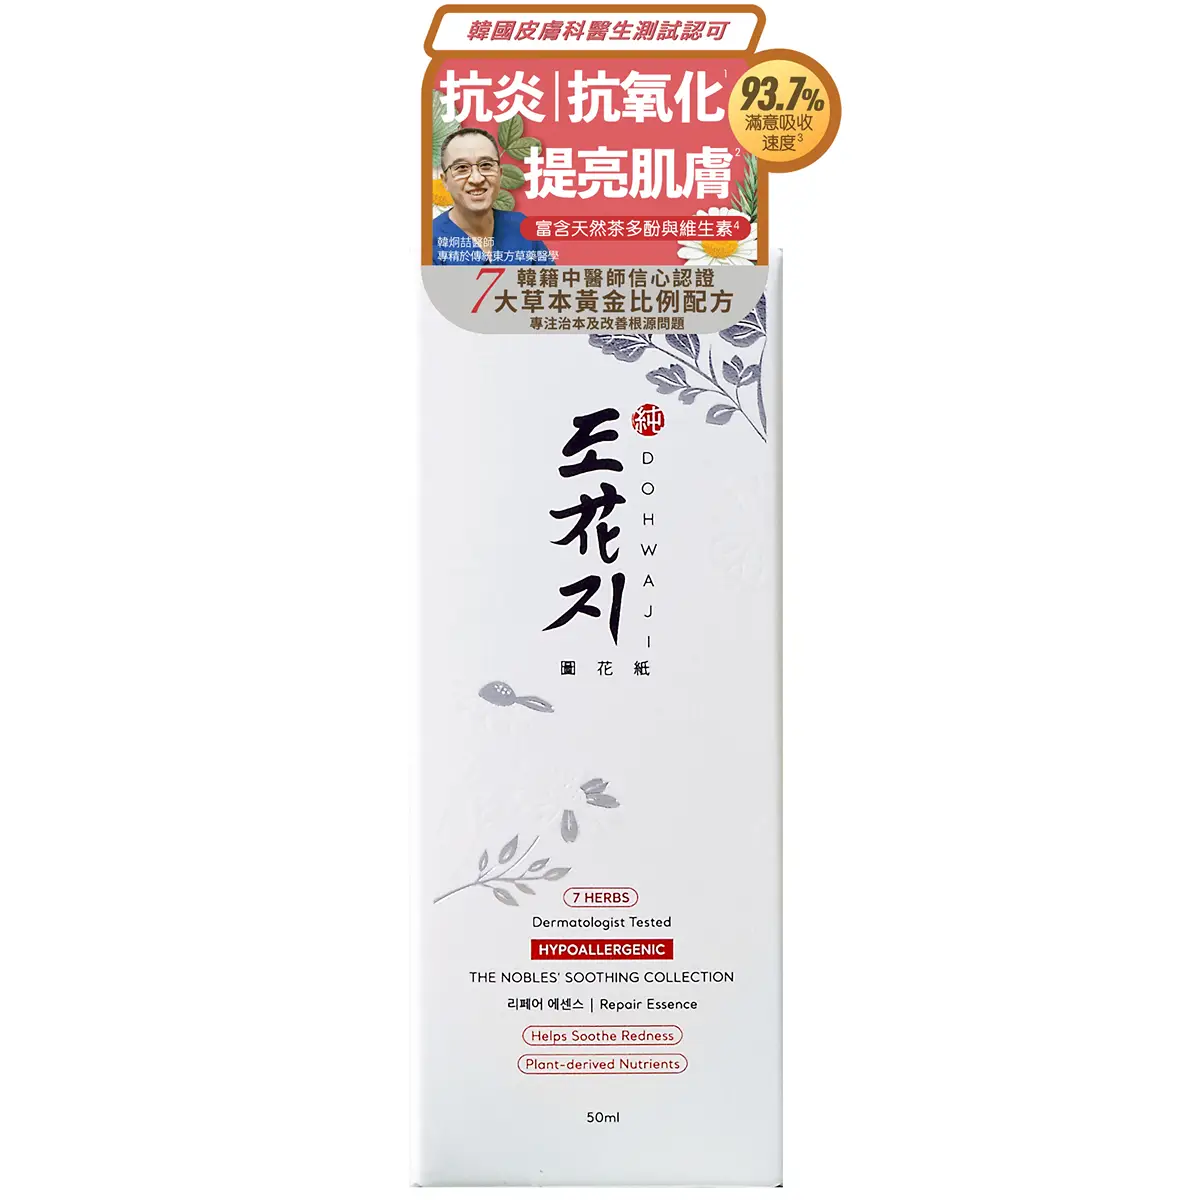 韓國皮膚科醫生測試認可
抗炎|抗氧化1
提亮肌膚2
富含天然茶多酚與維生素4
93.7%
滿意吸收
速度3
韓炯喆醫師
專精於傳統東方草藥醫學
韓籍中醫師信心認證
7大草本黃金比例配方
專注治本及改善根源問題
純
도花지
DOHWAJI
圖花紙
7 HERBS
Dermatologist Tested
HYPOALLERGENIC
THE NOBLES' SOOTHING COLLECTION
리페어 에센스 | Repair Essence
Helps Soothe Redness
Plant-derived Nutrients
50ml